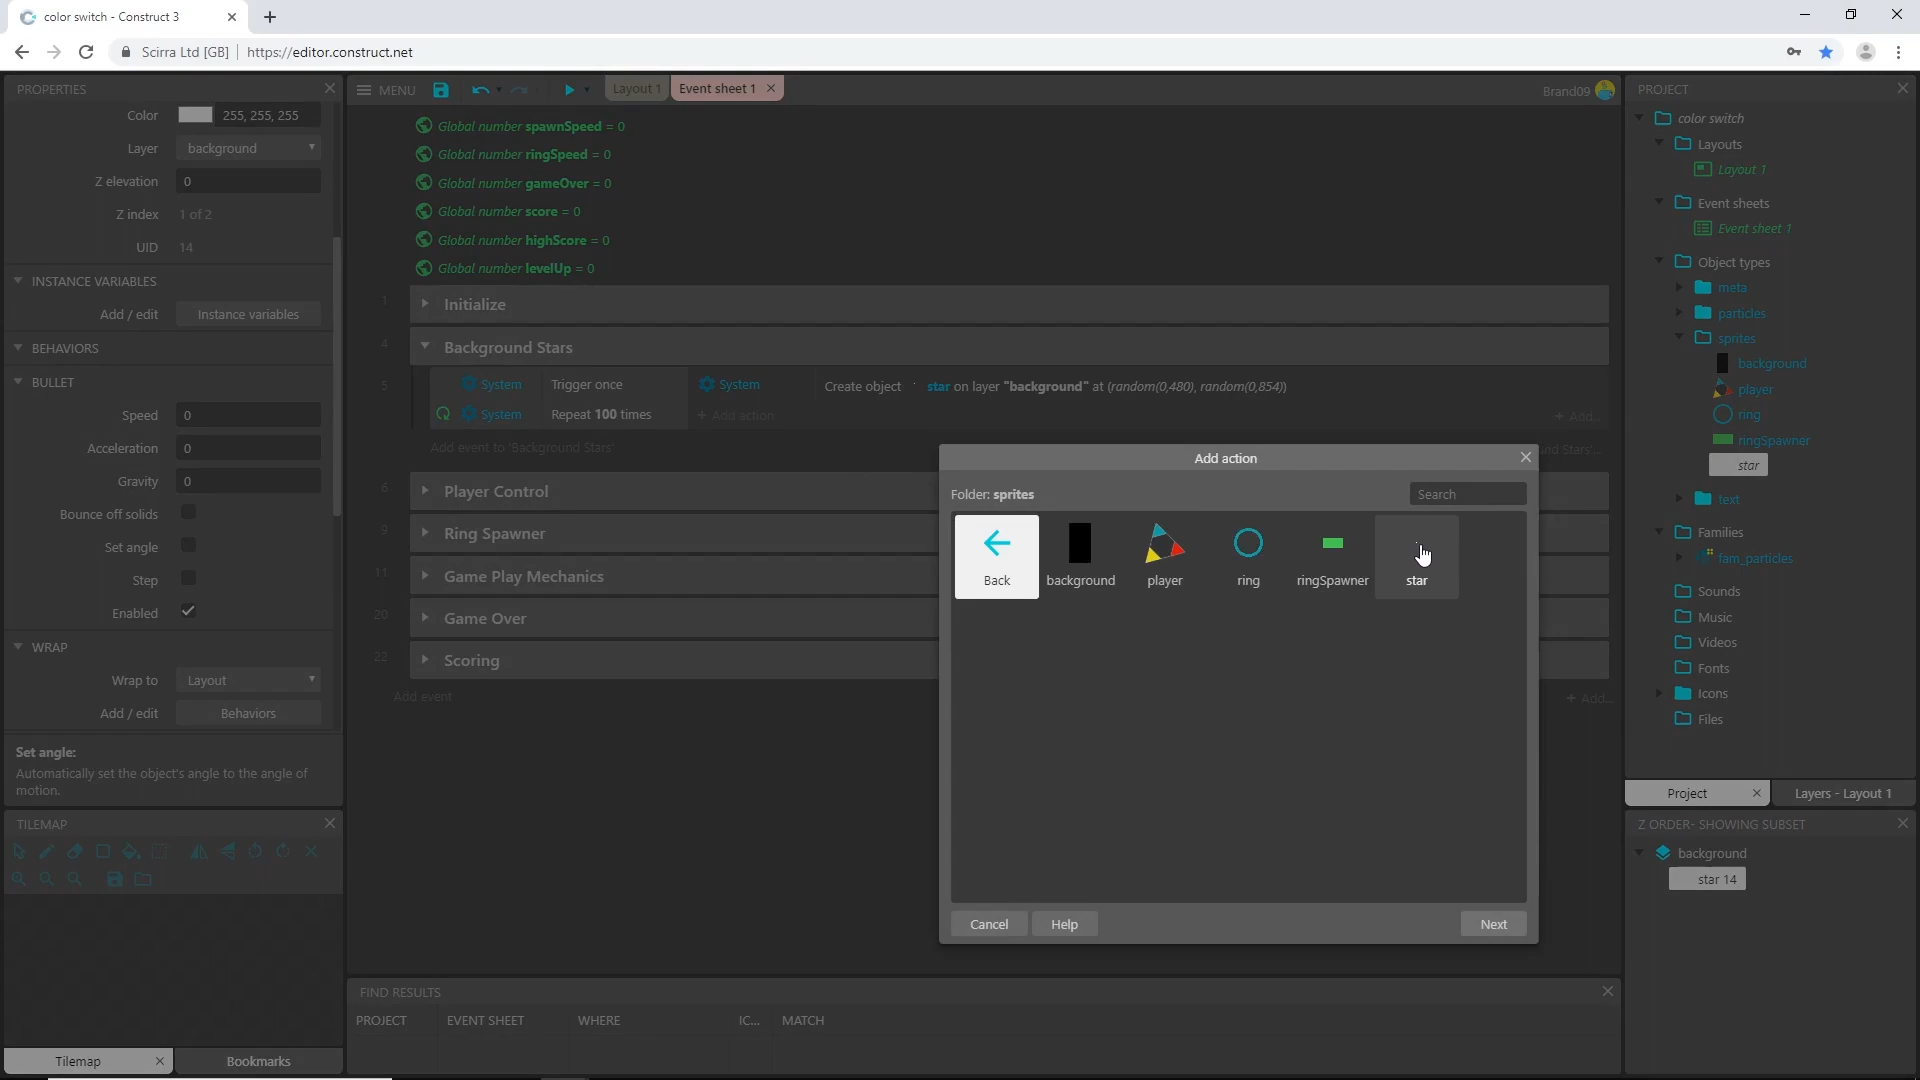 color switch - Construct 3
Scirra Ltd [GB]
https://editor.construct.net
PROPERTIES
Color 255, 255, 255
Layer background
Z elevation 0
Z index 1 of 2
UID 14
INSTANCE VARIABLES
Add / edit Instance variables
BEHAVIORS
BULLET
Speed 0
Acceleration 0
Gravity 0
Bounce off solids
Set angle
Step
Enabled
WRAP
Wrap to Layout
Add / edit Behaviors
Set angle:
Automatically set the object's angle to the angle of
motion.
TILEMAP
Tilemap
Bookmarks
MENU
Layout 1
Event sheet 1
Brand09
Global number spawnSpeed = 0
Global number ringSpeed = 0
Global number gameOver = 0
Global number score = 0
Global number highScore = 0
Global number levelUp = 0
1 Initialize
4 Background Stars
5 System Trigger once
System Repeat 100 times
System Create object star on layer "background" at (random(0,480), random(0,854))
+ Add action
+ Add...
Add event to 'Background Stars'
nd Stars'...
6 Player Control
9 Ring Spawner
11 Game Play Mechanics
20 Game Over
22 Scoring
Add event
+ Add...
Add action
Folder: sprites
Search
Back
background
player
ring
ringSpawner
star
Cancel
Help
Next
FIND RESULTS
PROJECT EVENT SHEET WHERE IC... MATCH
PROJECT
color switch
Layouts
Layout 1
Event sheets
Event sheet 1
Object types
meta
particles
sprites
background
player
ring
ringSpawner
star
text
Families
fam_particles
Sounds
Music
Videos
Fonts
Icons
Files
Project
Layers - Layout 1
Z ORDER- SHOWING SUBSET
background
star 14